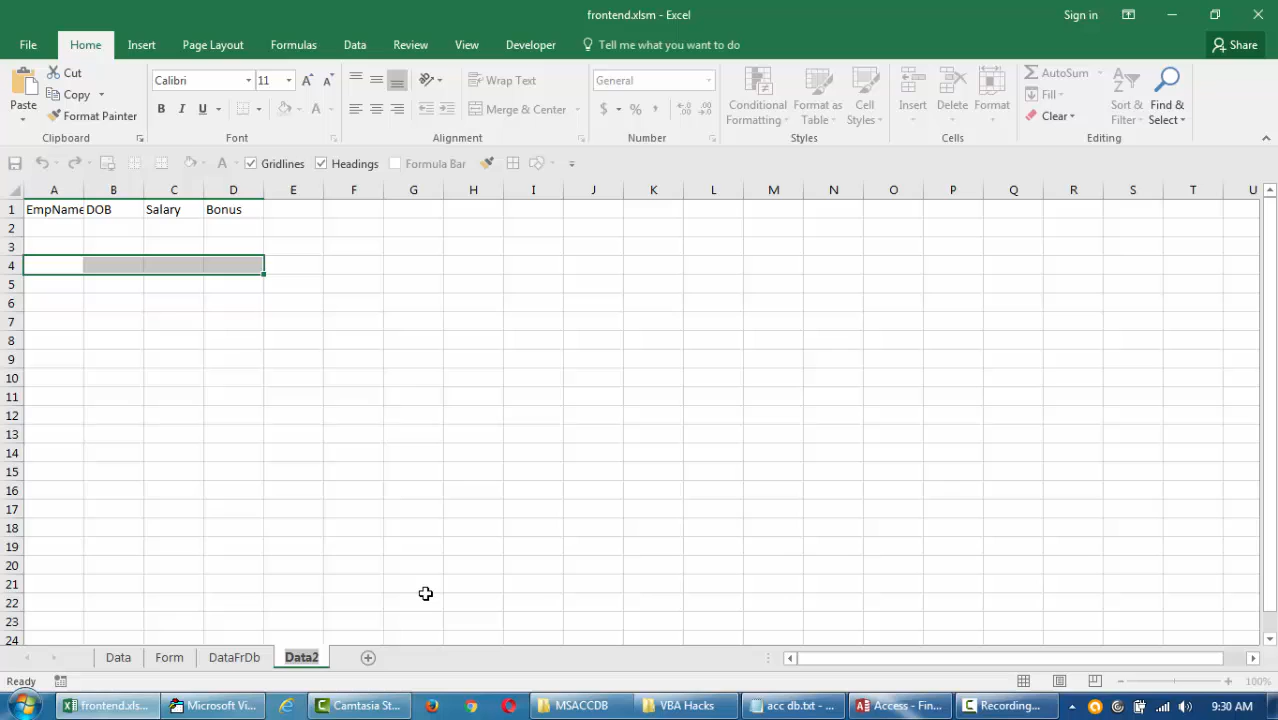 frontend.xlsm - Excel
Sign in
File Home Insert Page Layout Formulas Data Review View Developer Tell me what you want to do Share
Paste
Cut
Copy
Format Painter
Clipboard
Calibri 11
B I U
Font
Wrap Text
Merge & Center
Alignment
General
$ % ,
Number
Conditional Formatting
Format as Table
Cell Styles
Styles
Insert
Delete
Format
Cells
AutoSum
Fill
Clear
Sort & Filter
Find & Select
Editing
Gridlines Headings Formula Bar
A B C D E F G H I J K L M N O P Q R S T U
1 EmpName DOB Salary Bonus
2
3
4
5
6
7
8
9
10
11
12
13
14
15
16
17
18
19
20
21
22
23
24
Data Form DataFrDb Data2
Ready 100%
frontend.xls... Microsoft Vi... Camtasia St... MSACCDB VBA Hacks acc db.txt - ... Access - Fin... Recording... 9:30 AM